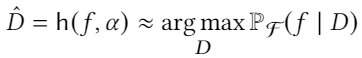 D̂ = h(f, α) ≈ arg max ℙ_ℱ(f | D)
D